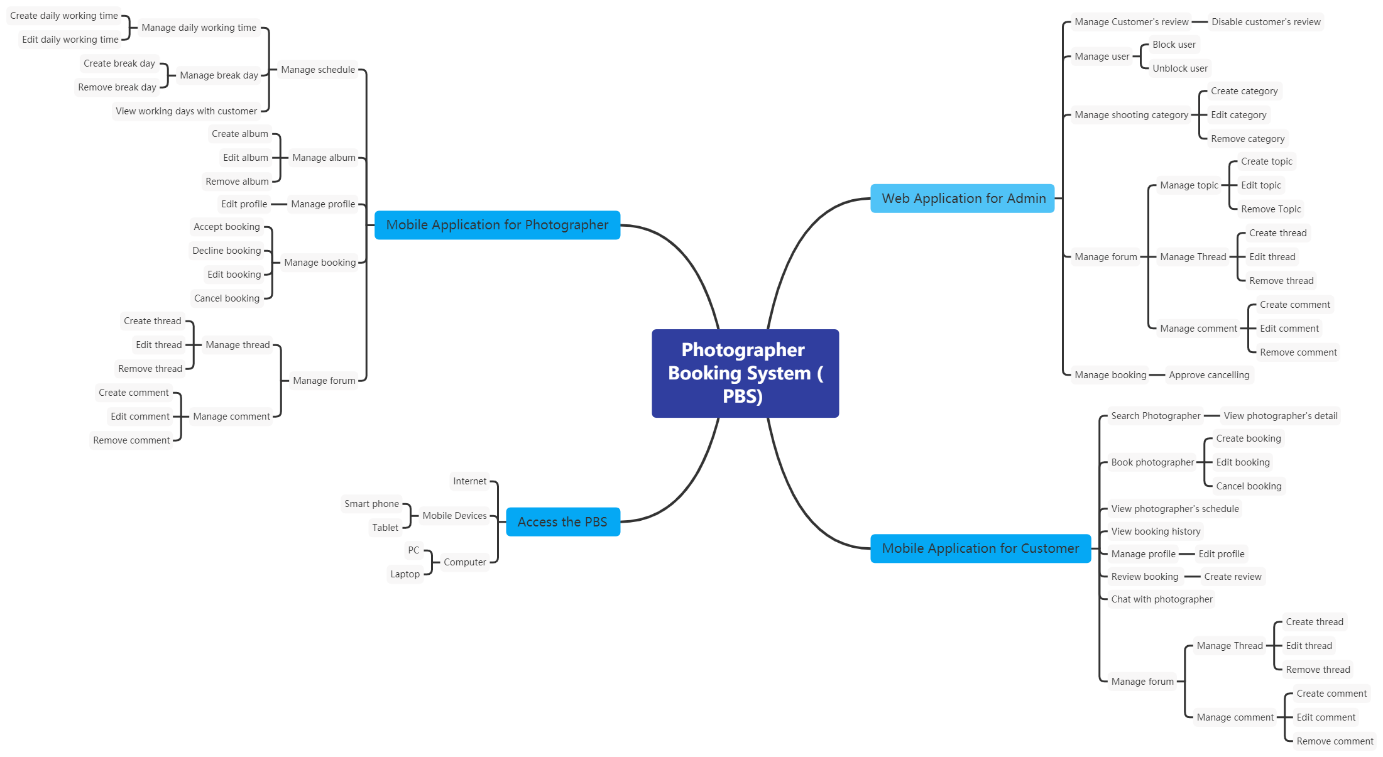 Photographer
Booking System (
PBS)
Mobile Application for Photographer
Manage schedule
Manage daily working time
Create daily working time
Edit daily working time
Manage break day
Create break day
Remove break day
View working days with customer
Manage album
Create album
Edit album
Remove album
Manage profile
Edit profile
Manage booking
Accept booking
Decline booking
Edit booking
Cancel booking
Manage forum
Manage thread
Create thread
Edit thread
Remove thread
Manage comment
Create comment
Edit comment
Remove comment
Access the PBS
Internet
Mobile Devices
Smart phone
Tablet
Computer
PC
Laptop
Web Application for Admin
Manage Customer's review
Disable customer's review
Manage user
Block user
Unblock user
Manage shooting category
Create category
Edit category
Remove category
Manage forum
Manage topic
Create topic
Edit topic
Remove Topic
Manage Thread
Create thread
Edit thread
Remove thread
Manage comment
Create comment
Edit comment
Remove comment
Manage booking
Approve cancelling
Mobile Application for Customer
Search Photographer
View photographer's detail
Book photographer
Create booking
Edit booking
Cancel booking
View photographer's schedule
View booking history
Manage profile
Edit profile
Review booking
Create review
Chat with photographer
Manage forum
Manage Thread
Create thread
Edit thread
Remove thread
Manage comment
Create comment
Edit comment
Remove comment